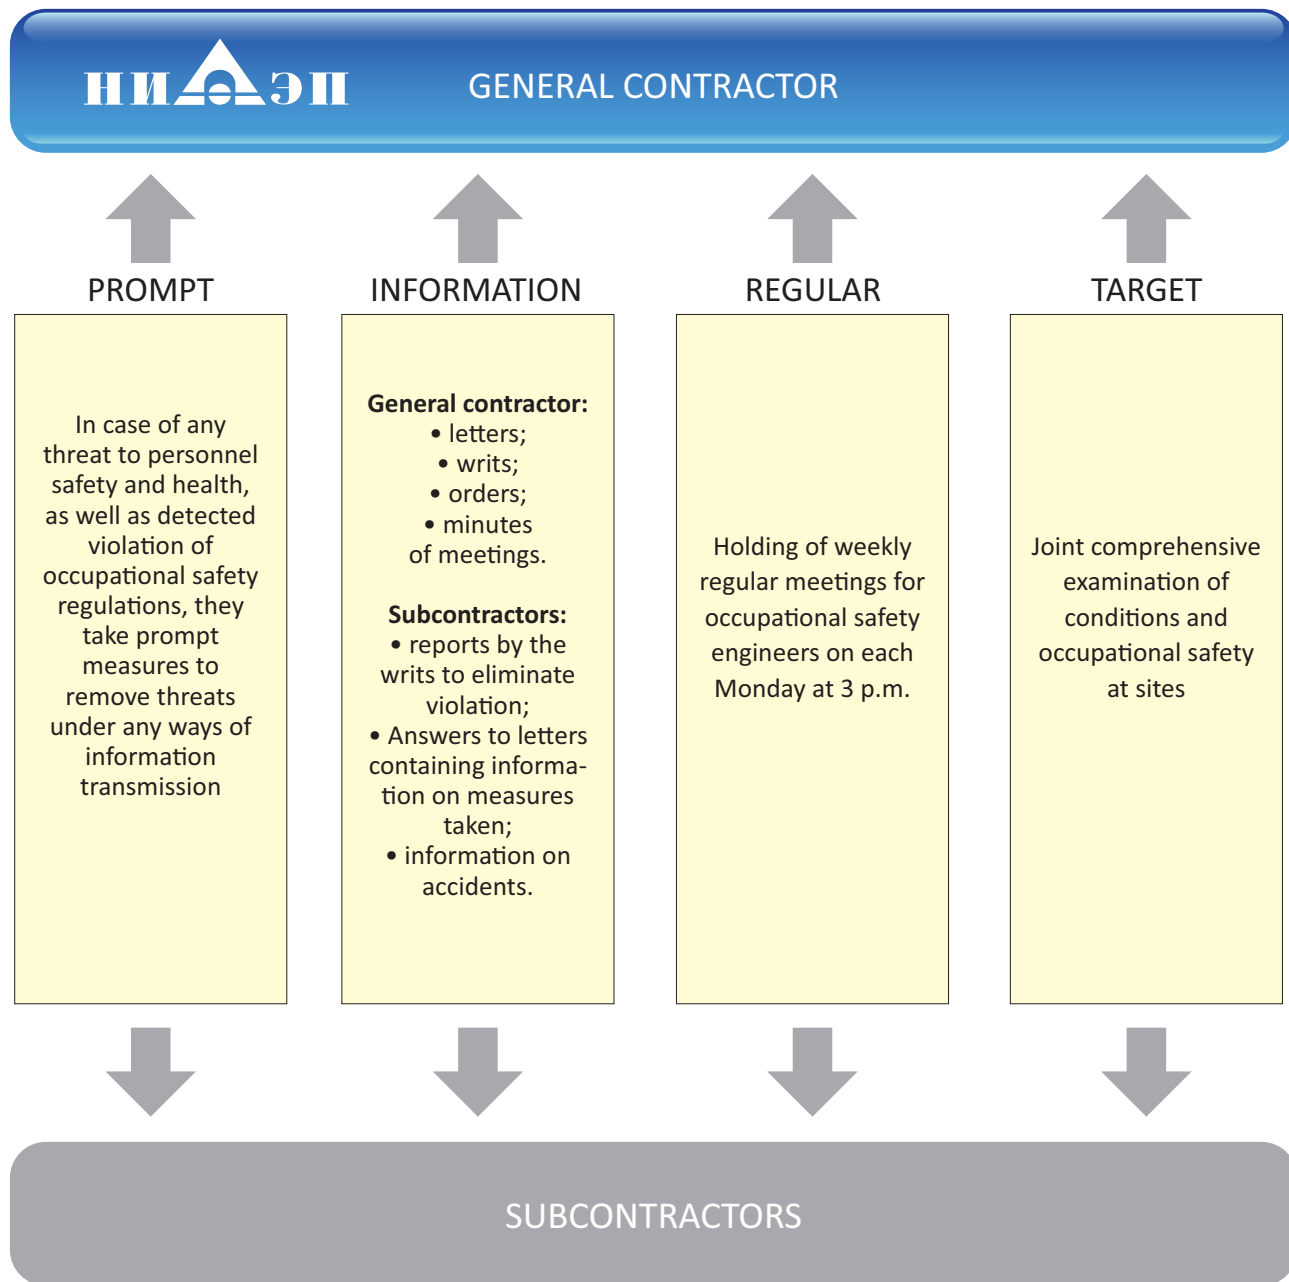 НИАЭП
GENERAL CONTRACTOR
PROMPT
In case of any
threat to personnel
safety and health,
as well as detected
violation of
occupational safety
regulations, they
take prompt
measures to
remove threats
under any ways of
information
transmission
INFORMATION
General contractor:
• letters;
• writs;
• orders;
• minutes
of meetings.
Subcontractors:
• reports by the
writs to eliminate
violation;
• Answers to letters
containing informa-
tion on measures
taken;
• information on
accidents.
REGULAR
Holding of weekly
regular meetings for
occupational safety
engineers on each
Monday at 3 p.m.
TARGET
Joint comprehensive
examination of
conditions and
occupational safety
at sites
SUBCONTRACTORS